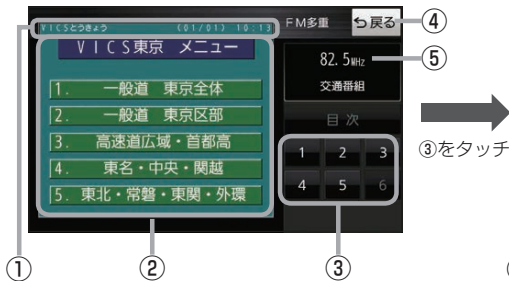 VICSとうきょう (01/01) 10:13
FM多重
戻る
④
VICS東京 メニュー
82.5MHz
⑤
交通番組
1. 一般道 東京全体
2. 一般道 東京区部
目次
3. 高速道広域・首都高
4. 東名・中央・関越
5. 東北・常磐・東関・外環
1 2 3
4 5 6
③をタッチ
① ② ③